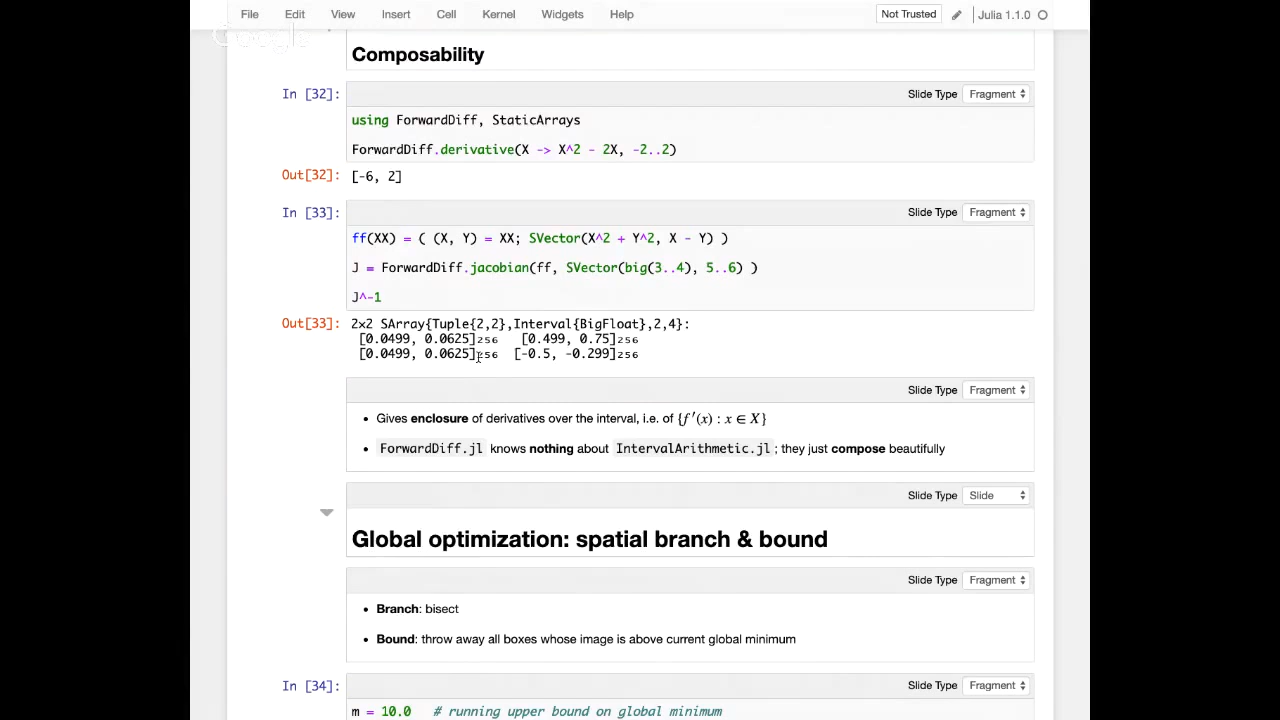 File Edit View Insert Cell Kernel Widgets Help Not Trusted Julia 1.1.0
Google
Composability
In [32]: Slide Type Fragment
using ForwardDiff, StaticArrays
ForwardDiff.derivative(X -> X^2 - 2X, -2..2)
Out[32]: [-6, 2]
In [33]: Slide Type Fragment
ff(XX) = ( (X, Y) = XX; SVector(X^2 + Y^2, X - Y) )
J = ForwardDiff.jacobian(ff, SVector(big(3..4), 5..6) )
J^-1
Out[33]: 2×2 SArray{Tuple{2,2},Interval{BigFloat},2,4}:
[0.0499, 0.0625]₂₅₆ [0.499, 0.75]₂₅₆
[0.0499, 0.0625]₂₅₆ [-0.5, -0.299]₂₅₆
Slide Type Fragment
• Gives enclosure of derivatives over the interval, i.e. of {f′(x) : x ∈ X}
• ForwardDiff.jl knows nothing about IntervalArithmetic.jl; they just compose beautifully
Slide Type Slide
Global optimization: spatial branch & bound
Slide Type Fragment
• Branch: bisect
• Bound: throw away all boxes whose image is above current global minimum
In [34]: Slide Type Fragment
m = 10.0 # running upper bound on global minimum